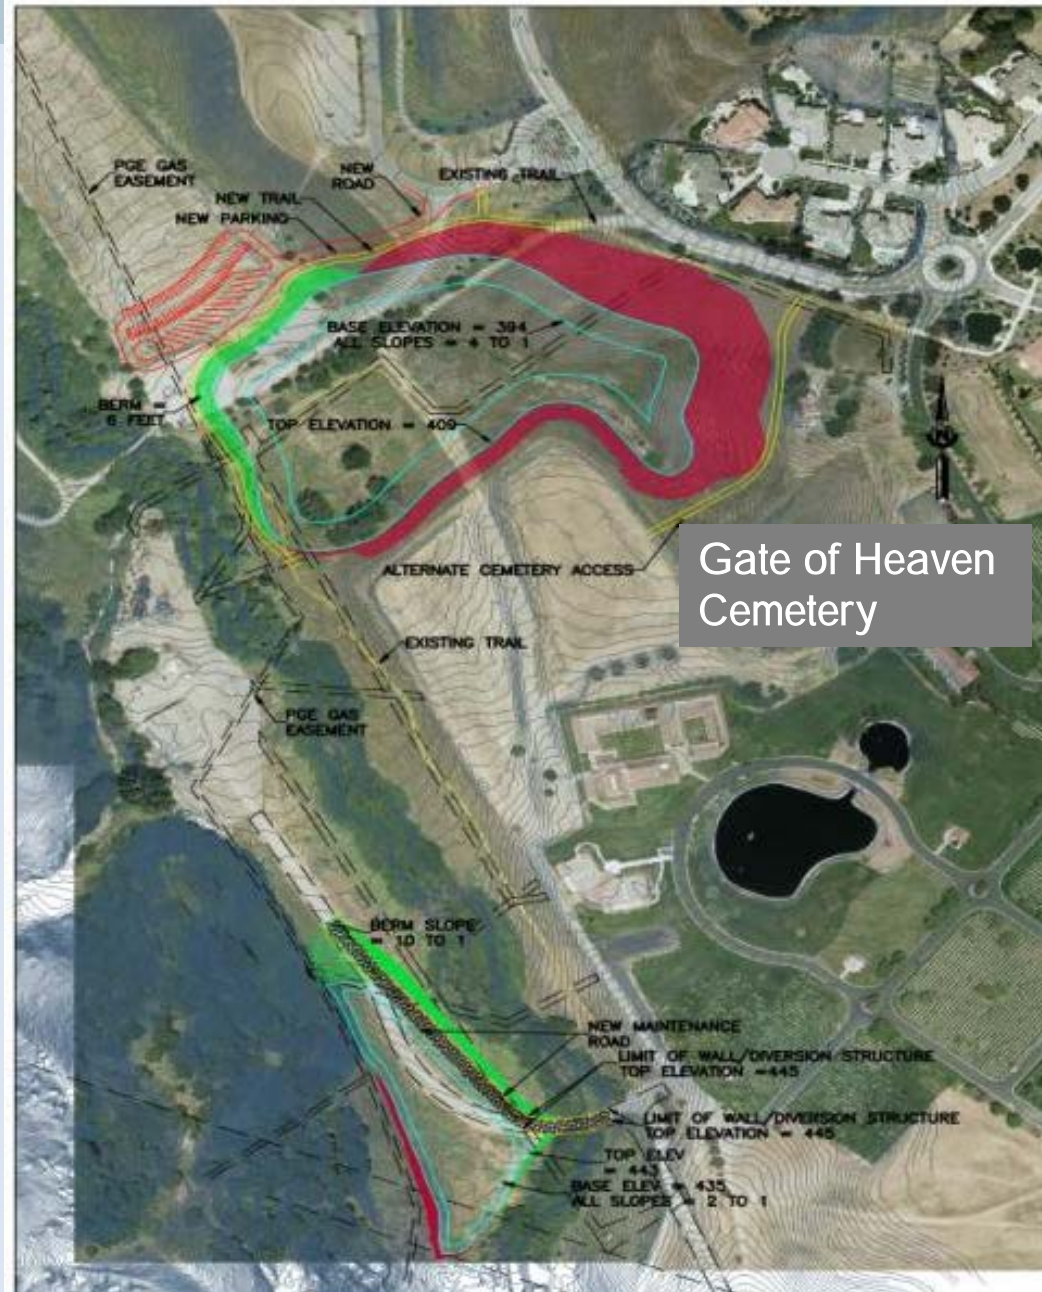 PGE GAS
EASEMENT
NEW
ROAD
EXISTING TRAIL
NEW TRAIL
NEW PARKING
BASE ELEVATION = 394
ALL SLOPES = 4 TO 1
BERM =
6 FEET
TOP ELEVATION = 409
N
Gate of Heaven
Cemetery
ALTERNATE CEMETERY ACCESS
EXISTING TRAIL
PGE GAS
EASEMENT
BERM SLOPE
= 10 TO 1
NEW MAINTENANCE
ROAD
LIMIT OF WALL/DIVERSION STRUCTURE
TOP ELEVATION =445
LIMIT OF WALL/DIVERSION STRUCTURE
TOP ELEVATION = 445
TOP ELEV
= 443
BASE ELEV = 435
ALL SLOPES = 2 TO 1